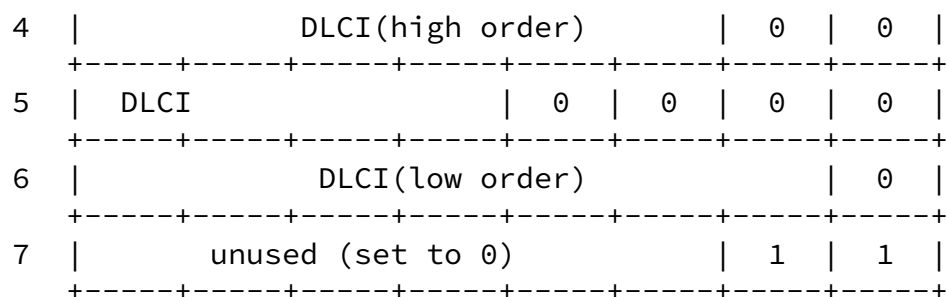 4 | DLCI(high order) | 0 | 0 |
+-----+-----+-----+-----+-----+-----+-----+-----+
5 | DLCI | 0 | 0 | 0 | 0 |
+-----+-----+-----+-----+-----+-----+-----+-----+
6 | DLCI(low order) | 0 |
+-----+-----+-----+-----+-----+-----+-----+-----+
7 | unused (set to 0) | 1 | 1 |
+-----+-----+-----+-----+-----+-----+-----+-----+